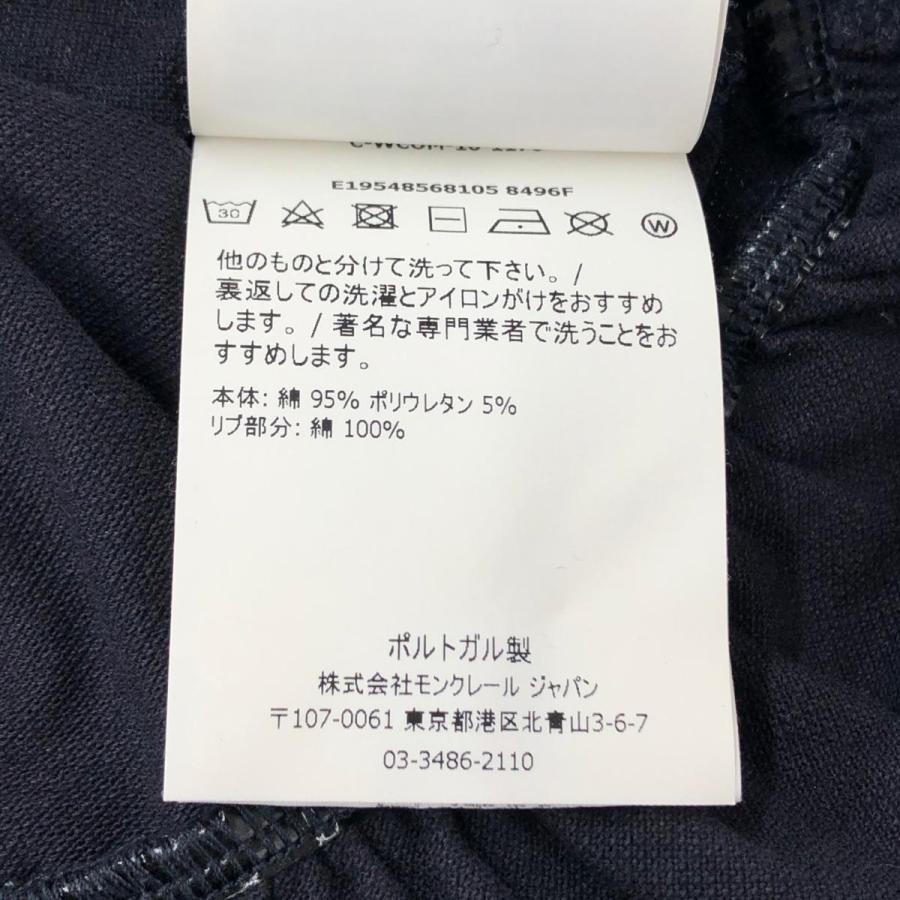 E19548568105 8496F
30
W
他のものと分けて洗って下さい。/
裏返しての洗濯とアイロンがけをおすすめ
します。/ 著名な専門業者で洗うことをお
すすめします。
本体: 綿 95% ポリウレタン 5%
リブ部分: 綿 100%
ポルトガル製
株式会社モンクレール ジャパン
〒107-0061 東京都港区北青山3-6-7
03-3486-2110